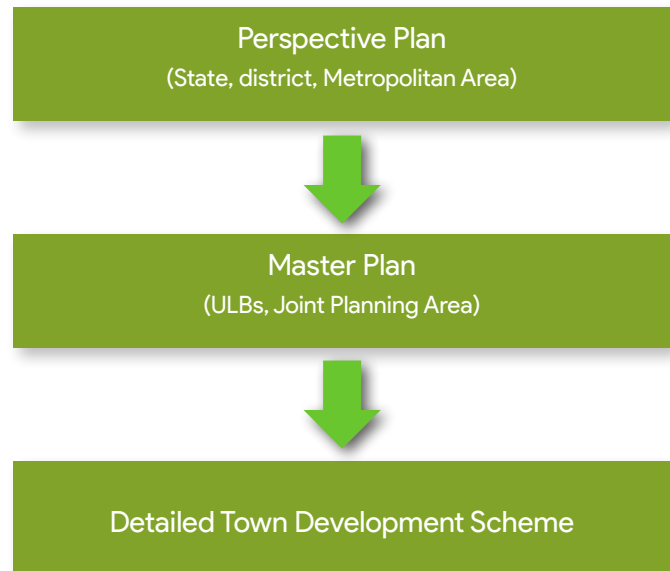 Perspective Plan
(State, district, Metropolitan Area)
Master Plan
(ULBs, Joint Planning Area)
Detailed Town Development Scheme